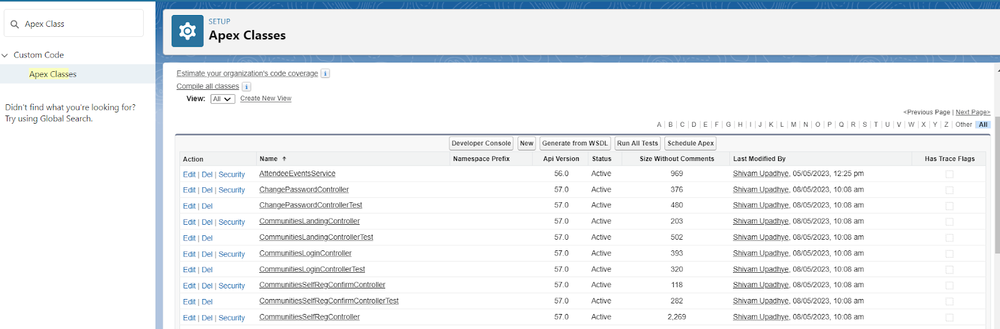 Apex Class
Custom Code
Apex Classes
Didn't find what you're looking for?
Try using Global Search.
SETUP
Apex Classes
Estimate your organization's code coverage i
Compile all classes i
View: All Create New View
<Previous Page | Next Page>
A | B | C | D | E | F | G | H | I | J | K | L | M | N | O | P | Q | R | S | T | U | V | W | X | Y | Z | Other All
Developer Console New Generate from WSDL Run All Tests Schedule Apex
Action Name ↑ Namespace Prefix Api Version Status Size Without Comments Last Modified By Has Trace Flags
Edit | Del | Security AttendeeEventsService 56.0 Active 969 Shivam Upadhye, 05/05/2023, 12:25 pm
Edit | Del | Security ChangePasswordController 57.0 Active 376 Shivam Upadhye, 08/05/2023, 10:08 am
Edit | Del ChangePasswordControllerTest 57.0 Active 480 Shivam Upadhye, 08/05/2023, 10:08 am
Edit | Del | Security CommunitiesLandingController 57.0 Active 203 Shivam Upadhye, 08/05/2023, 10:08 am
Edit | Del CommunitiesLandingControllerTest 57.0 Active 502 Shivam Upadhye, 08/05/2023, 10:08 am
Edit | Del | Security CommunitiesLoginController 57.0 Active 393 Shivam Upadhye, 08/05/2023, 10:08 am
Edit | Del CommunitiesLoginControllerTest 57.0 Active 320 Shivam Upadhye, 08/05/2023, 10:08 am
Edit | Del | Security CommunitiesSelfRegConfirmController 57.0 Active 118 Shivam Upadhye, 08/05/2023, 10:08 am
Edit | Del CommunitiesSelfRegConfirmControllerTest 57.0 Active 282 Shivam Upadhye, 08/05/2023, 10:08 am
Edit | Del | Security CommunitiesSelfRegController 57.0 Active 2,269 Shivam Upadhye, 08/05/2023, 10:08 am